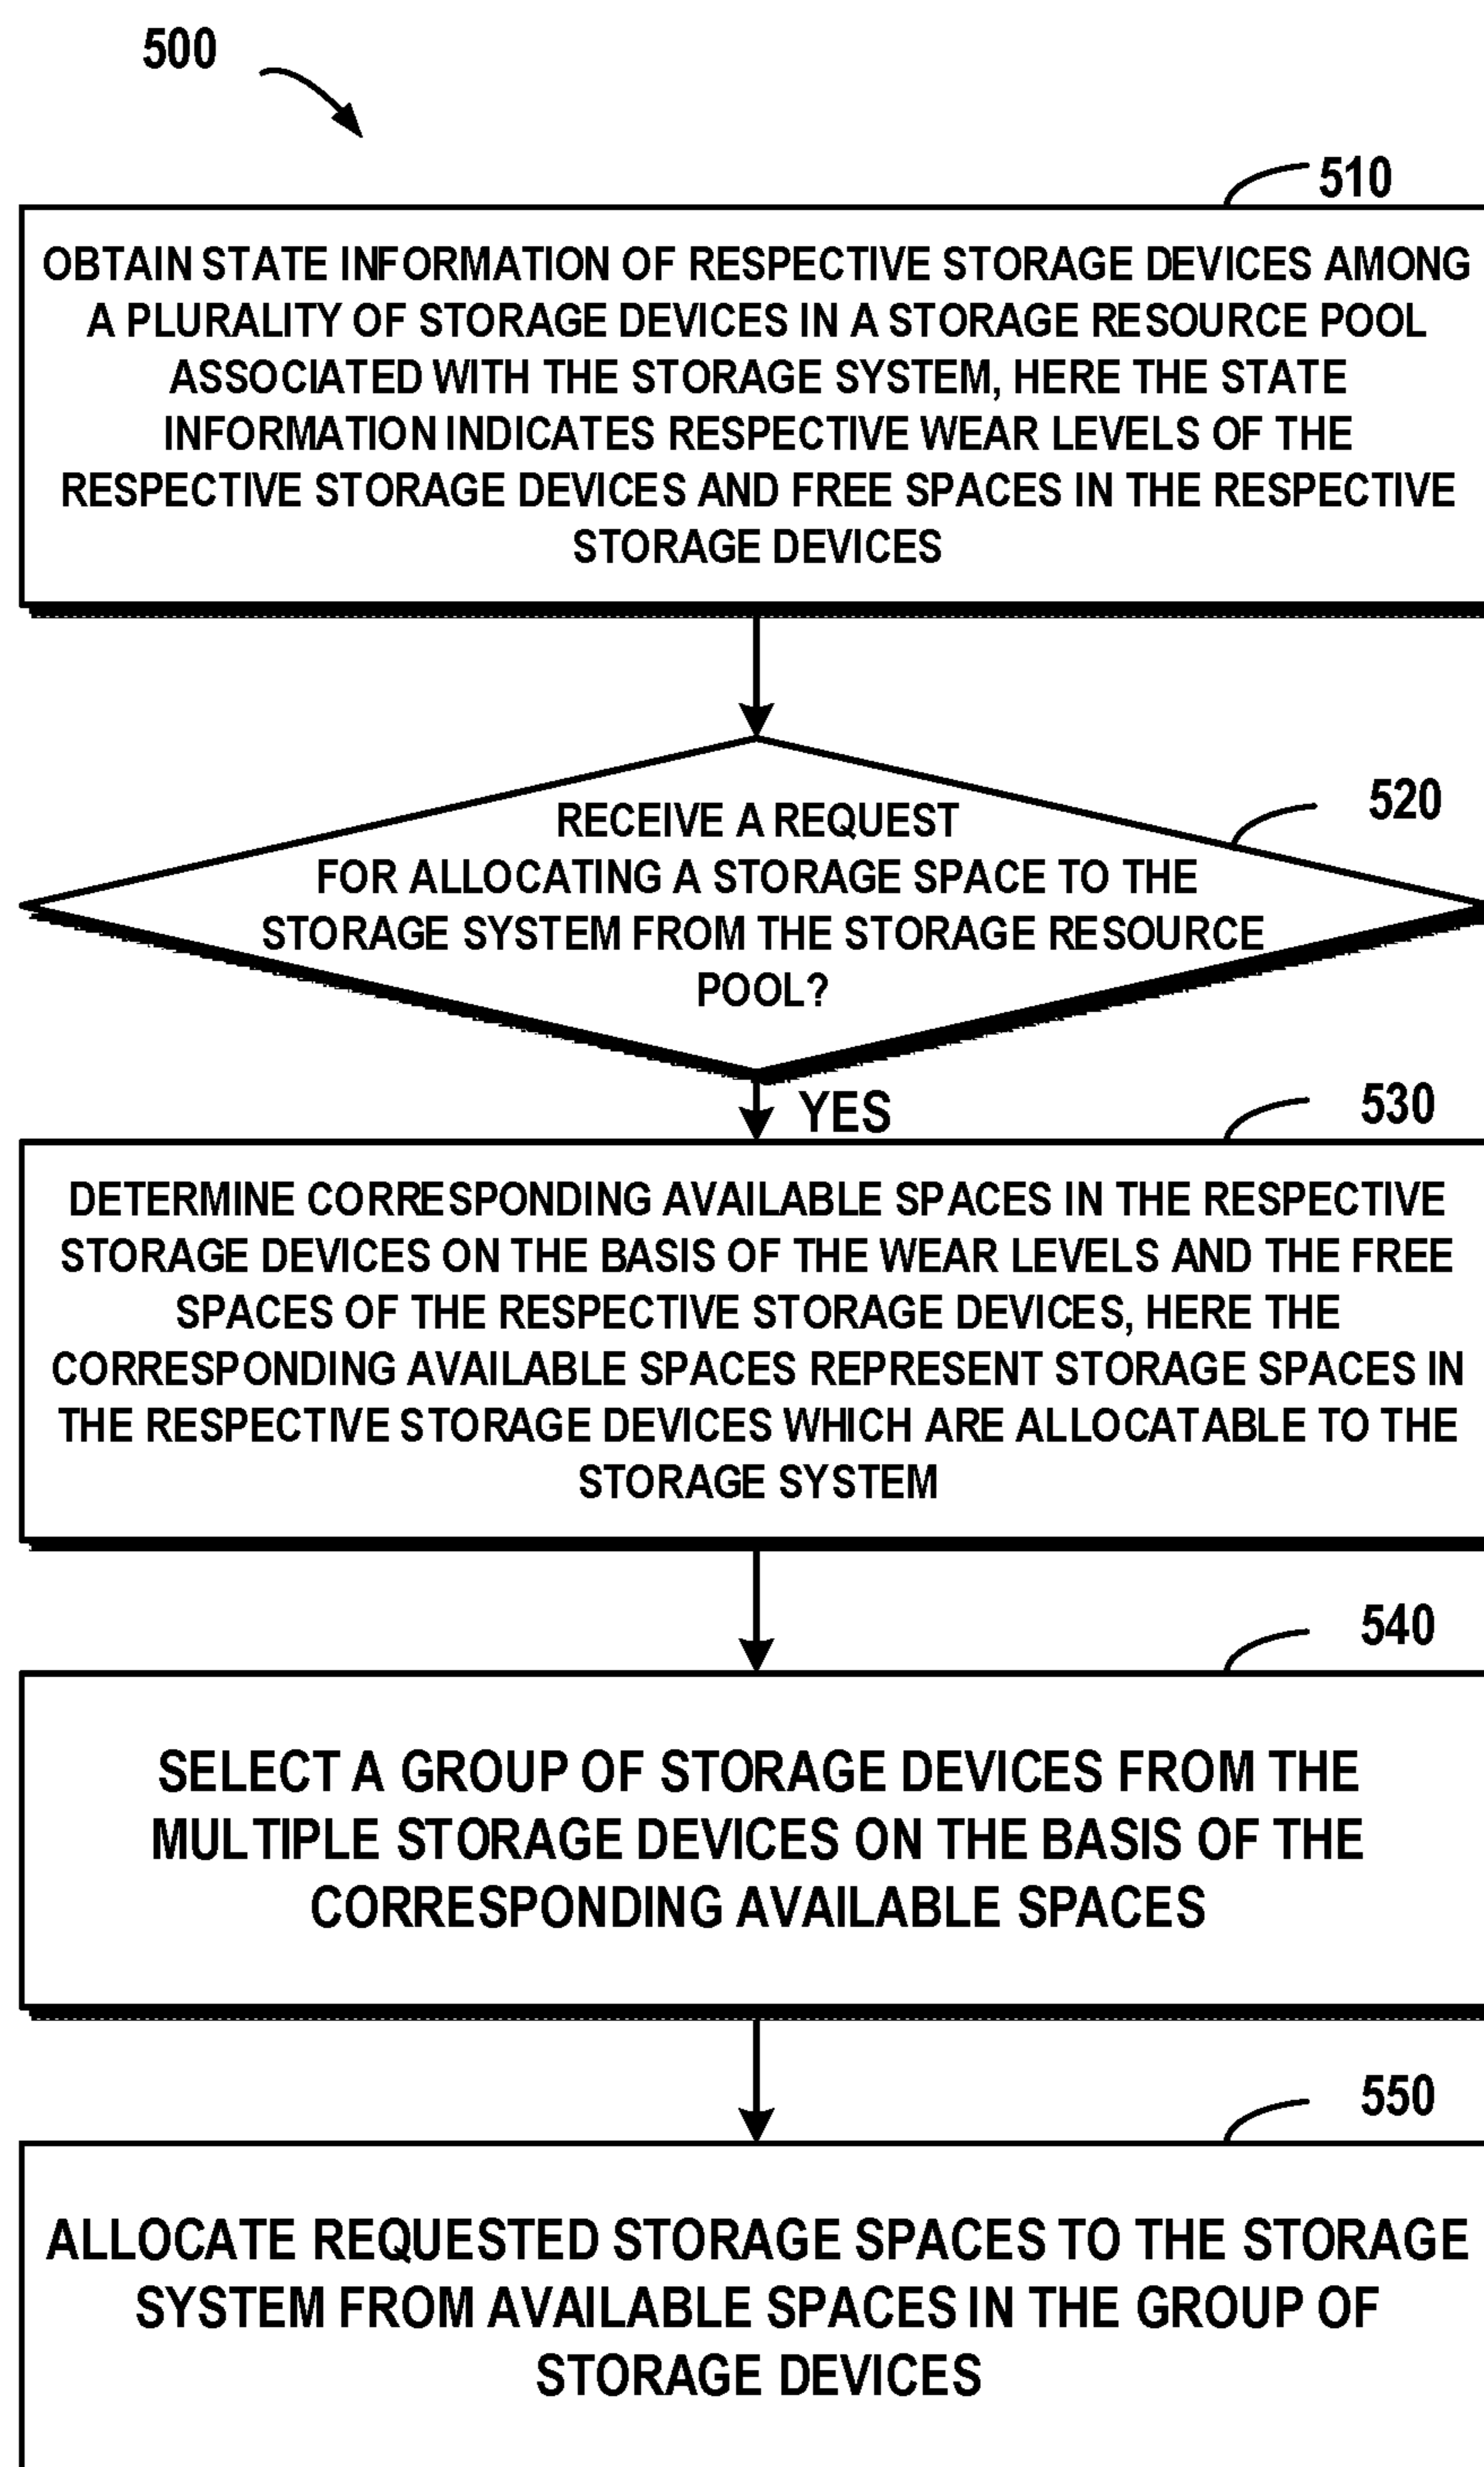 500
510
OBTAIN STATE INFORMATION OF RESPECTIVE STORAGE DEVICES AMONG
A PLURALITY OF STORAGE DEVICES IN A STORAGE RESOURCE POOL
ASSOCIATED WITH THE STORAGE SYSTEM, HERE THE STATE
INFORMATION INDICATES RESPECTIVE WEAR LEVELS OF THE
RESPECTIVE STORAGE DEVICES AND FREE SPACES IN THE RESPECTIVE
STORAGE DEVICES
520
RECEIVE A REQUEST
FOR ALLOCATING A STORAGE SPACE TO THE
STORAGE SYSTEM FROM THE STORAGE RESOURCE
POOL?
YES
530
DETERMINE CORRESPONDING AVAILABLE SPACES IN THE RESPECTIVE
STORAGE DEVICES ON THE BASIS OF THE WEAR LEVELS AND THE FREE
SPACES OF THE RESPECTIVE STORAGE DEVICES, HERE THE
CORRESPONDING AVAILABLE SPACES REPRESENT STORAGE SPACES IN
THE RESPECTIVE STORAGE DEVICES WHICH ARE ALLOCATABLE TO THE
STORAGE SYSTEM
540
SELECT A GROUP OF STORAGE DEVICES FROM THE
MULTIPLE STORAGE DEVICES ON THE BASIS OF THE
CORRESPONDING AVAILABLE SPACES
550
ALLOCATE REQUESTED STORAGE SPACES TO THE STORAGE
SYSTEM FROM AVAILABLE SPACES IN THE GROUP OF
STORAGE DEVICES